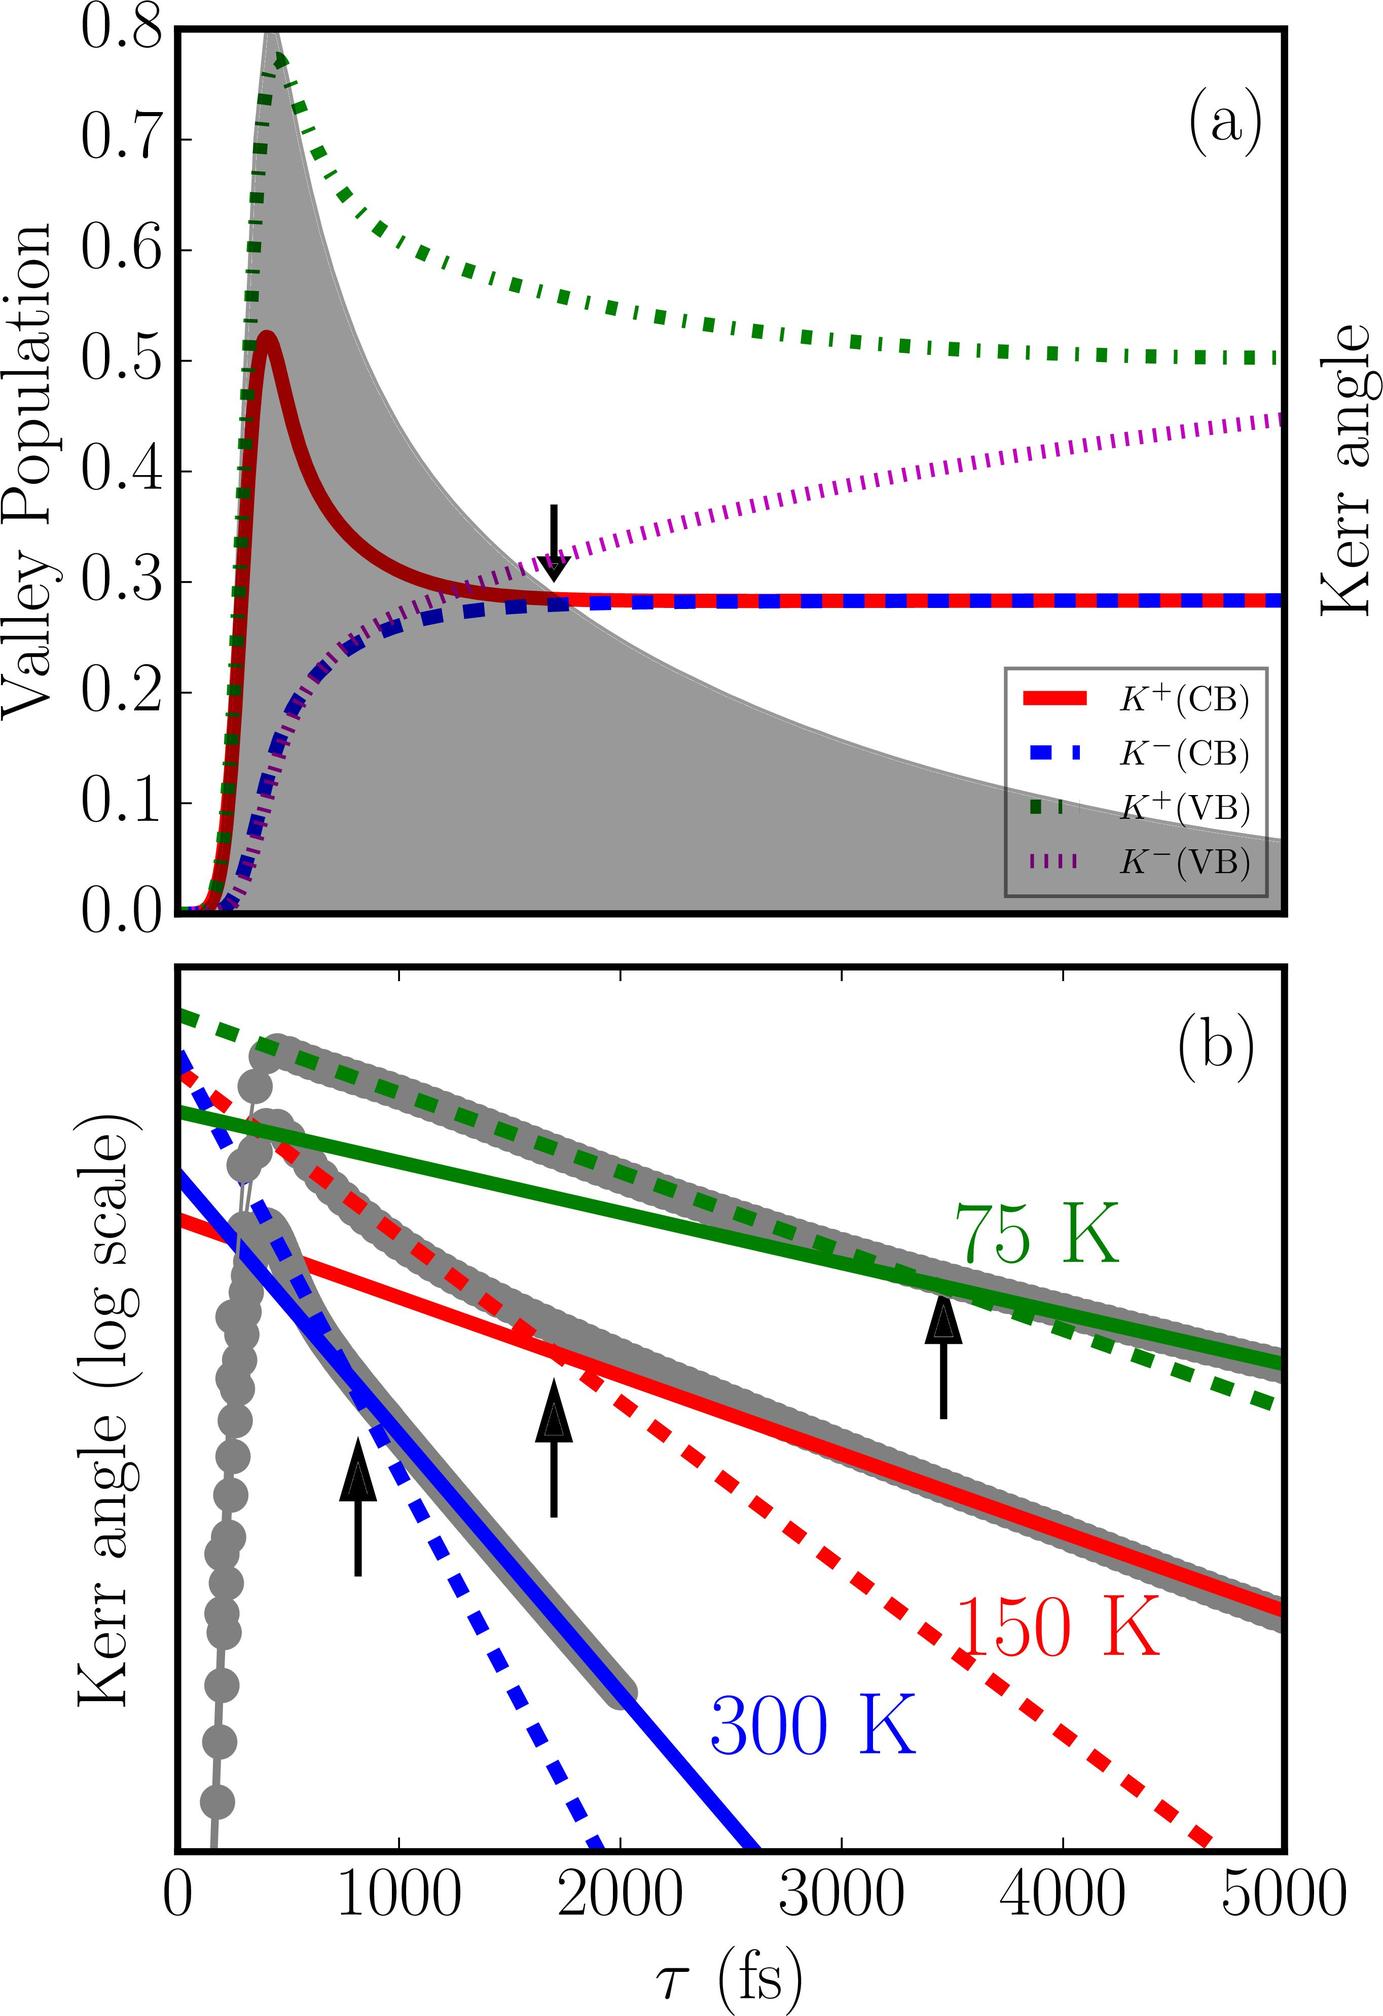 0.8
0.7
0.6
0.5
0.4
0.3
0.2
0.1
0.0
Valley Population
Kerr angle
(a)
K⁺(CB)
K⁻(CB)
K⁺(VB)
K⁻(VB)
(b)
Kerr angle (log scale)
75 K
150 K
300 K
0 1000 2000 3000 4000 5000
τ (fs)